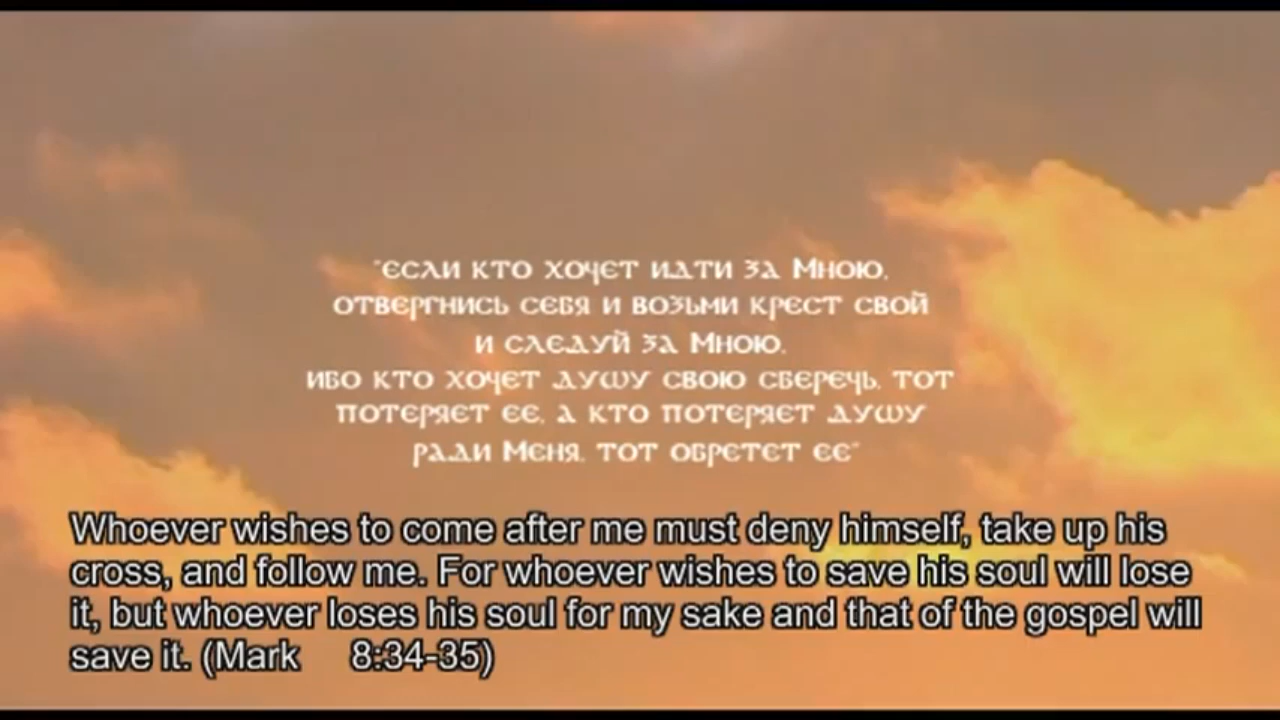 "если кто хочет идти за Мною,
отвергнись себя и возьми крест свой
и следуй за Мною.
ибо кто хочет душу свою сберечь, тот
потеряет ее, а кто потеряет душу
ради Меня, тот обретет ее"
Whoever wishes to come after me must deny himself, take up his
cross, and follow me. For whoever wishes to save his soul will lose
it, but whoever loses his soul for my sake and that of the gospel will
save it. (Mark 8:34-35)